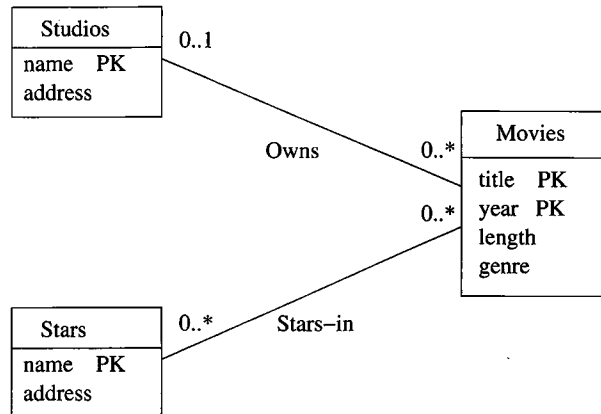 Studios
name PK
address
0..1
Owns
0..*
Movies
title PK
year PK
length
genre
0..*
Stars
name PK
address
0..*
Stars-in